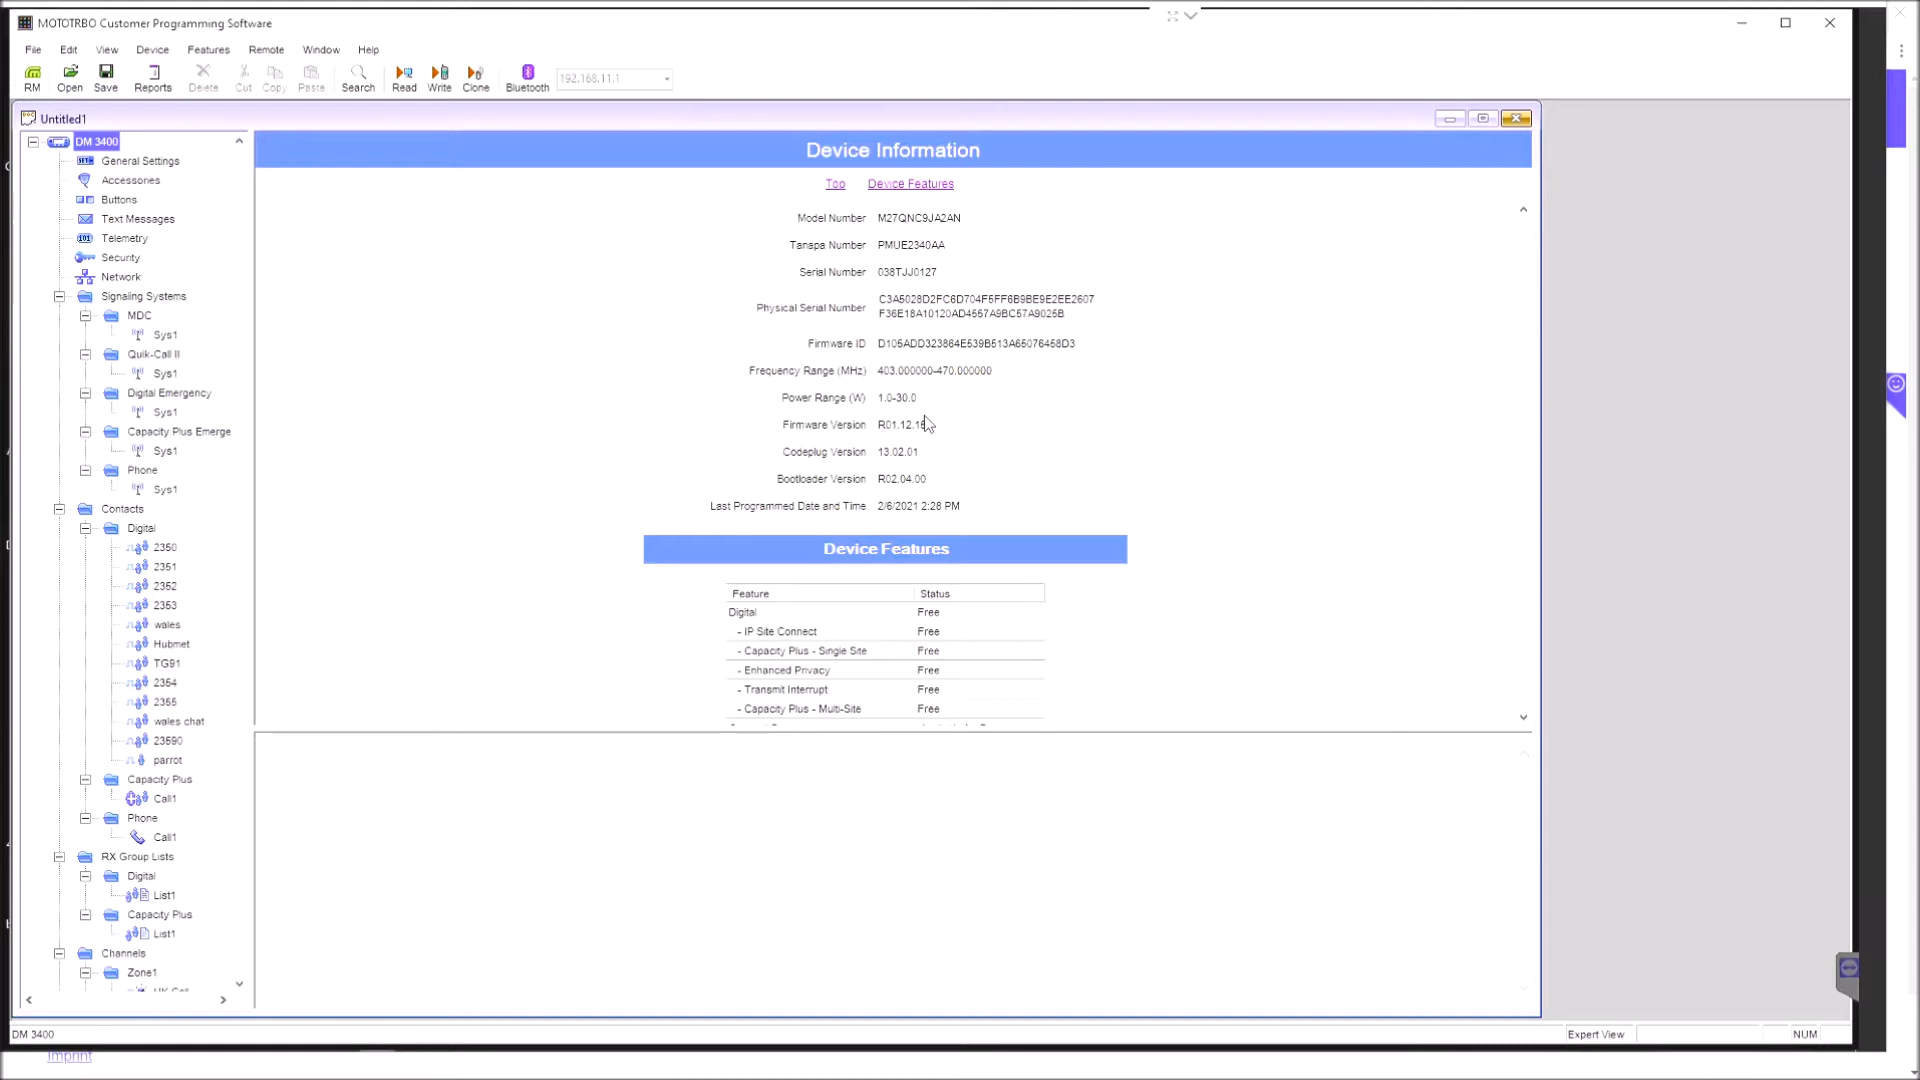 MOTOTRBO Customer Programming Software
File Edit View Device Features Remote Window Help
RM Open Save Reports Delete Cut Copy Paste Search Read Write Clone Bluetooth 192.168.11.1
Untitled1
DM 3400
General Settings
Accessories
Buttons
Text Messages
Telemetry
Security
Network
Signaling Systems
MDC
Sys1
Quik-Call II
Sys1
Digital Emergency
Sys1
Capacity Plus Emerge
Sys1
Phone
Sys1
Contacts
Digital
2350
2351
2352
2353
wales
Hubmet
TG91
2354
2355
wales chat
23590
parrot
Capacity Plus
Call1
Phone
Call1
RX Group Lists
Digital
List1
Capacity Plus
List1
Channels
Zone1
Device Information
Top Device Features
Model Number M27QNC9JA2AN
Tanapa Number PMUE2340AA
Serial Number 038TJJ0127
Physical Serial Number C3A5028D2FC6D704F5FF6B9BE9E2EE2607
F36E18A10120AD4557A9BC57A9025B
Firmware ID D105ADD323864E539B513A65076458D3
Frequency Range (MHz) 403.000000-470.000000
Power Range (W) 1.0-30.0
Firmware Version
Codeplug Version 13.02.01
Bootloader Version R02.04.00
Last Programmed Date and Time 2/6/2021 2:28 PM
Device Features
Feature Status
Digital Free
- IP Site Connect Free
- Capacity Plus - Single Site Free
- Enhanced Privacy Free
- Transmit Interrupt Free
- Capacity Plus - Multi-Site Free
DM 3400
Expert View
NUM
Imprint